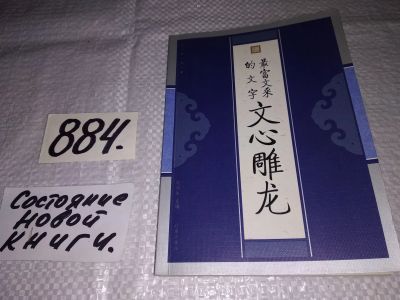 884.
Состояние
Новой
книги.
最富文采
的文字
文心雕龙